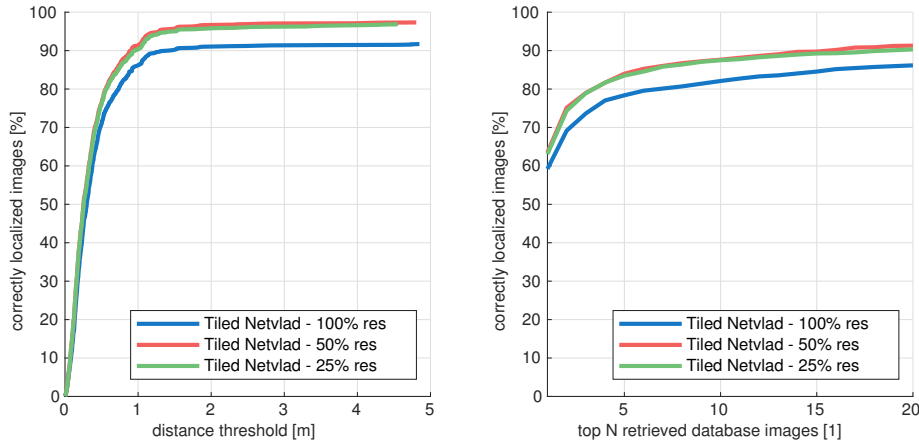 100
90
80
70
60
50
40
30
20
10
0
correctly localized images [%]
Tiled Netvlad - 100% res
Tiled Netvlad - 50% res
Tiled Netvlad - 25% res
0 1 2 3 4 5
distance threshold [m]
100
90
80
70
60
50
40
30
20
10
0
correctly localized images [%]
Tiled Netvlad - 100% res
Tiled Netvlad - 50% res
Tiled Netvlad - 25% res
5 10 15 20
top N retrieved database images [1]